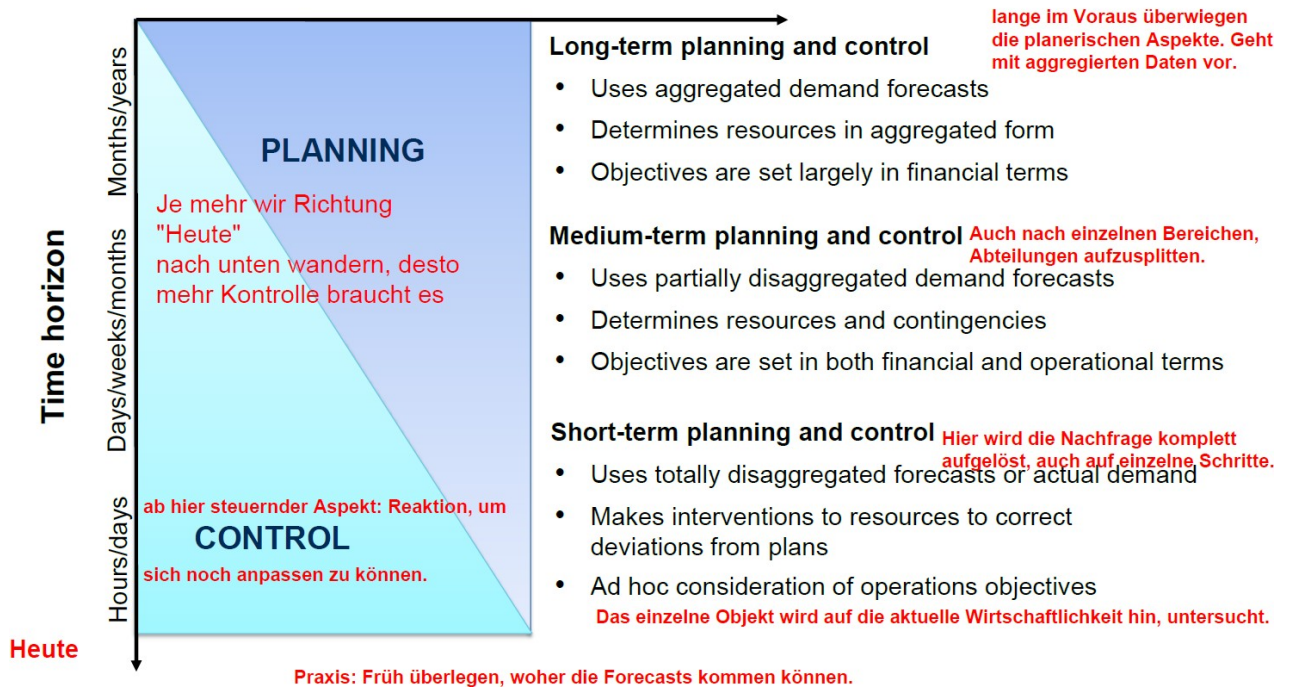 lange im Voraus überwiegen
die planerischen Aspekte. Geht
mit aggregierten Daten vor.
Long-term planning and control
• Uses aggregated demand forecasts
• Determines resources in aggregated form
• Objectives are set largely in financial terms
Months/years
PLANNING
Je mehr wir Richtung
"Heute"
nach unten wandern, desto
mehr Kontrolle braucht es
Time horizon
Days/weeks/months
Medium-term planning and control
Auch nach einzelnen Bereichen,
Abteilungen aufzusplitten.
• Uses partially disaggregated demand forecasts
• Determines resources and contingencies
• Objectives are set in both financial and operational terms
Short-term planning and control
Hier wird die Nachfrage komplett
aufgelöst, auch auf einzelne Schritte.
• Uses totally disaggregated forecasts or actual demand
• Makes interventions to resources to correct
deviations from plans
• Ad hoc consideration of operations objectives
Das einzelne Objekt wird auf die aktuelle Wirtschaftlichkeit hin, untersucht.
Hours/days
ab hier steuernder Aspekt: Reaktion, um
CONTROL
sich noch anpassen zu können.
Heute
Praxis: Früh überlegen, woher die Forecasts kommen können.